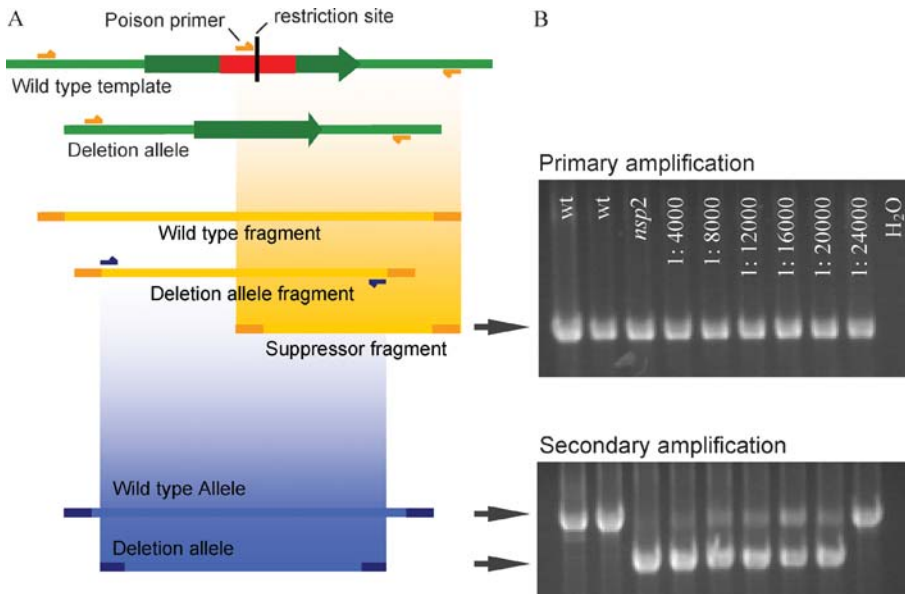 A
Poison primer
restriction site
Wild type template
Deletion allele
Wild type fragment
Deletion allele fragment
Suppressor fragment
Wild type Allele
Deletion allele
B
Primary amplification
wt
wt
nsp2
1: 4000
1: 8000
1: 12000
1: 16000
1: 20000
1: 24000
H₂O
Secondary amplification